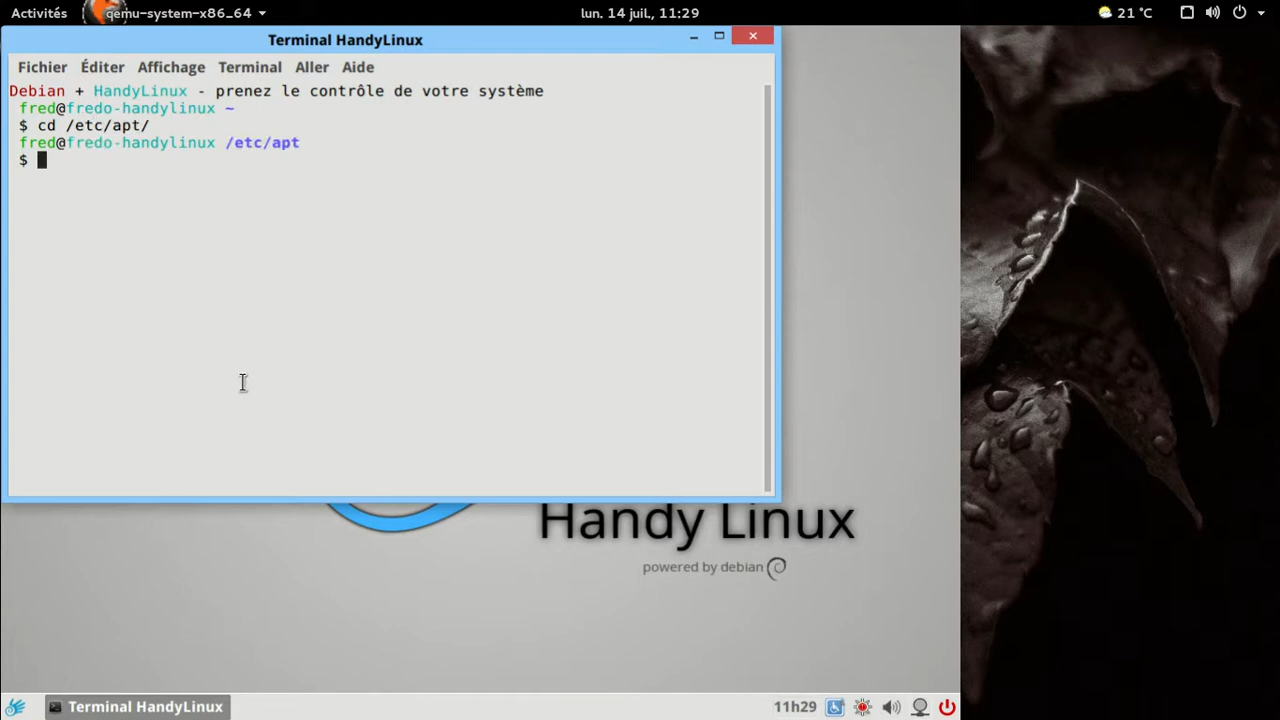 Activités
qemu-system-x86_64
lun. 14 juil, 11:29
21 °C
Terminal HandyLinux
Fichier Éditer Affichage Terminal Aller Aide
Debian + HandyLinux - prenez le contrôle de votre système
fred@fredo-handylinux ~
$ cd /etc/apt/
fred@fredo-handylinux /etc/apt
$
Handy Linux
powered by debian
Terminal HandyLinux
11h29